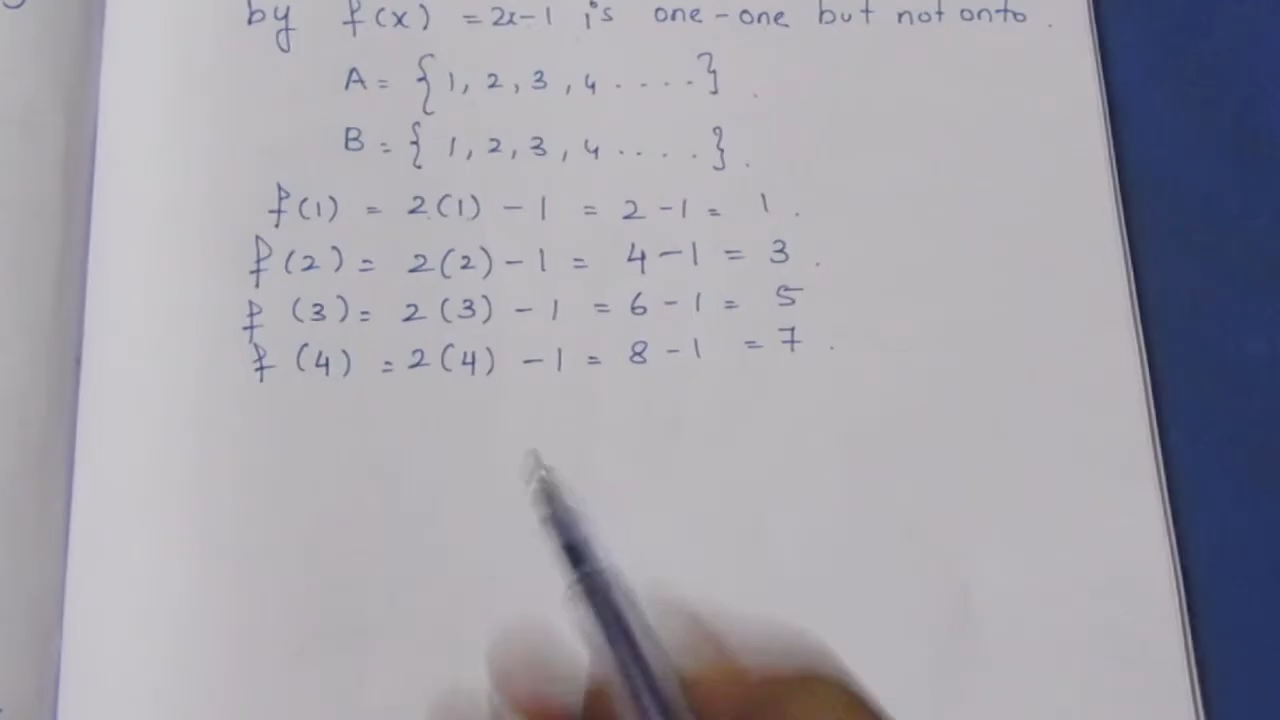 by f(x) = 2x-1 is one-one but not onto.
A = {1, 2, 3, 4 ....}.
B = {1, 2, 3, 4 ....}.
f(1) = 2(1) - 1 = 2 - 1 = 1.
f(2) = 2(2) - 1 = 4 - 1 = 3.
f(3) = 2(3) - 1 = 6 - 1 = 5
f(4) = 2(4) - 1 = 8 - 1 = 7.